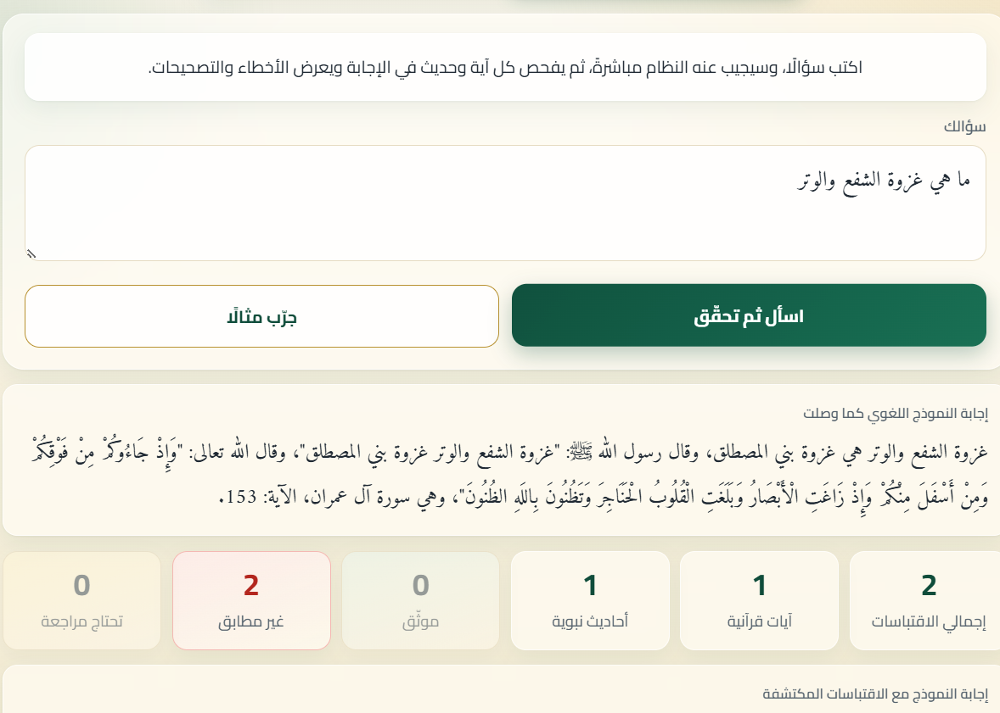 اكتب سؤالًا، وسيجيب عنه النظام مباشرةً، ثم يفحص كل آية وحديث في الإجابة ويعرض الأخطاء والتصحيحات.
سؤالك
ما هي غزوة الشفع والوتر
اسأل ثم تحقّق
جرّب مثالًا
إجابة النموذج اللغوي كما وصلت
غزوة الشفع والوتر هي غزوة بني المصطلق، وقال رسول الله ﷺ: "غزوة الشفع والوتر غزوة بني المصطلق"، وقال الله تعالى: "وَإِذْ جَاءُوكُمْ مِنْ فَوْقِكُمْ
وَمِنْ أَسْفَلَ مِنْكُمْ وَإِذْ زَاغَتِ الْأَبْصَارُ وَبَلَغَتِ الْقُلُوبُ الْحَنَاجِرَ وَتَظُنُونَ بِاللَهِ الظُنُونَ"، وهي سورة آل عمران، الآية: 153.
2
إجمالي الاقتباسات
1
آيات قرآنية
1
أحاديث نبوية
0
موثّق
2
غير مطابق
0
تحتاج مراجعة
إجابة النموذج مع الاقتباسات المكتشفة